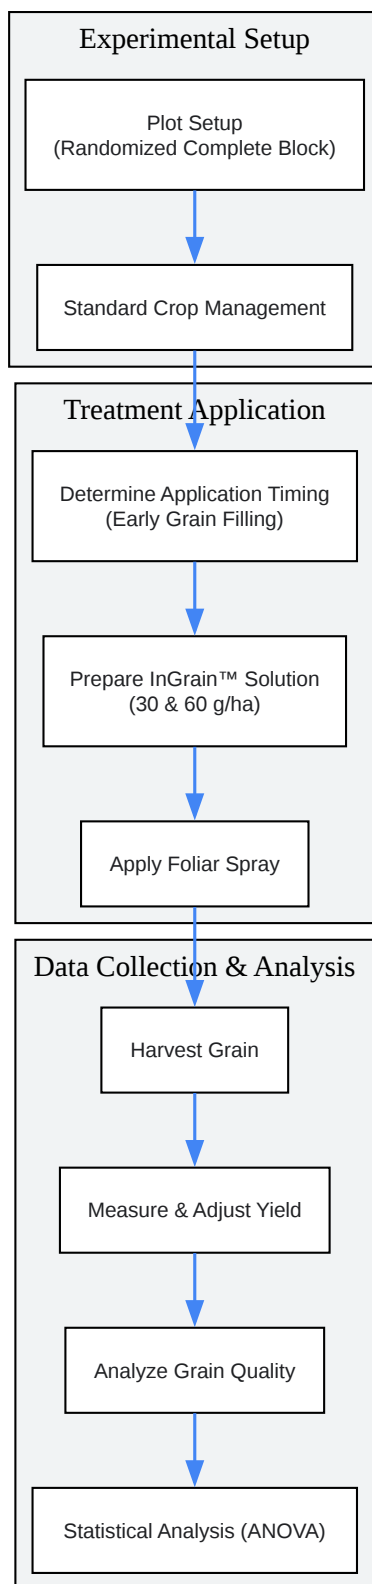 Experimental Setup
Plot Setup
(Randomized Complete Block)
Standard Crop Management
Treatment Application
Determine Application Timing
(Early Grain Filling)
Prepare InGrain™ Solution
(30 & 60 g/ha)
Apply Foliar Spray
Data Collection & Analysis
Harvest Grain
Measure & Adjust Yield
Analyze Grain Quality
Statistical Analysis (ANOVA)